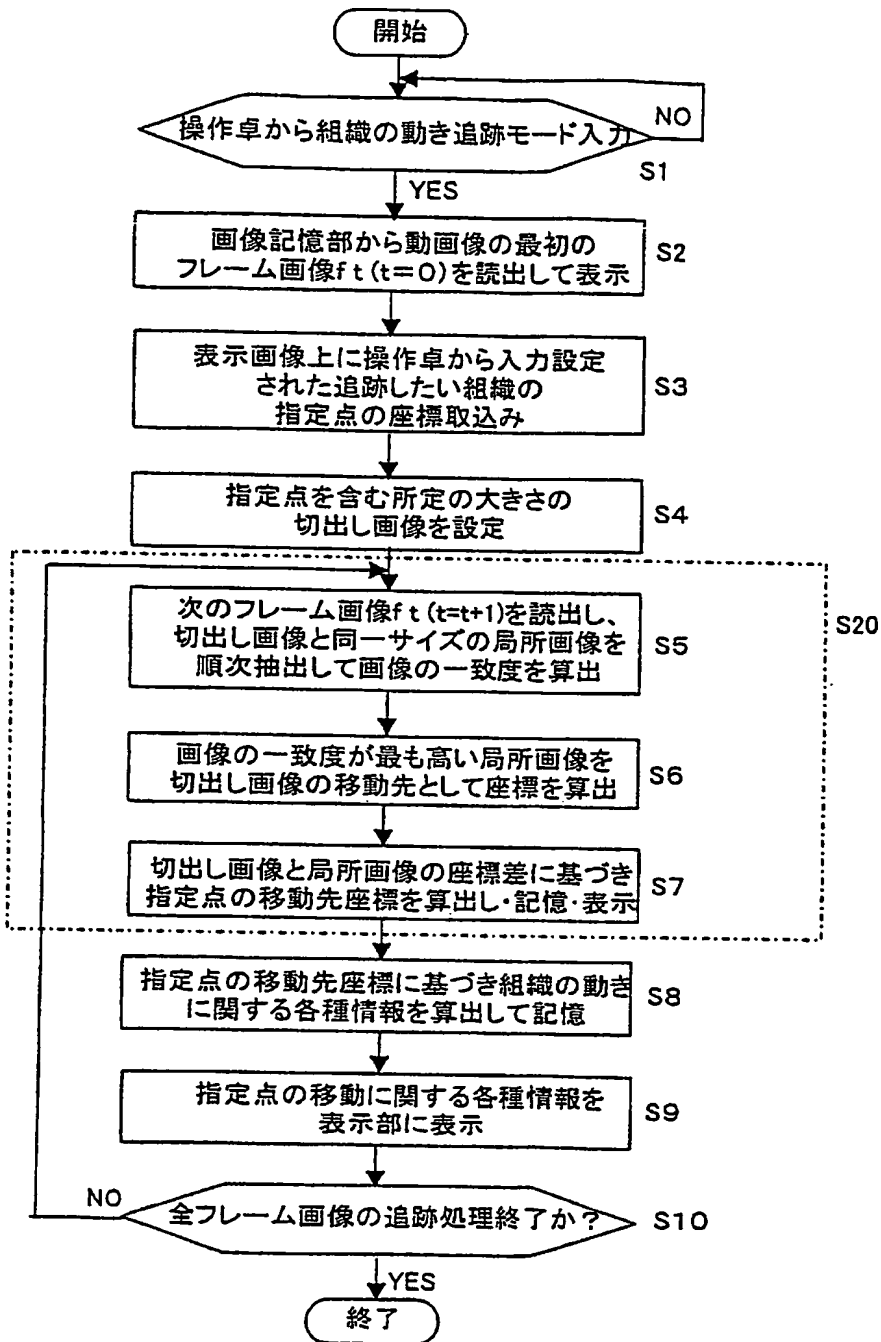 開始
NO
操作卓から組織の動き追跡モード入力
S1
YES
画像記憶部から動画像の最初の
フレーム画像ft(t=0)を読出して表示
S2
表示画像上に操作卓から入力設定
された追跡したい組織の
指定点の座標取込み
S3
指定点を含む所定の大きさの
切出し画像を設定
S4
次のフレーム画像ft(t=t+1)を読出し、
切出し画像と同一サイズの局所画像を
順次抽出して画像の一致度を算出
S5
S20
画像の一致度が最も高い局所画像を
切出し画像の移動先として座標を算出
S6
切出し画像と局所画像の座標差に基づき
指定点の移動先座標を算出し・記憶・表示
S7
指定点の移動先座標に基づき組織の動き
に関する各種情報を算出して記憶
S8
指定点の移動に関する各種情報を
表示部に表示
S9
NO
全フレーム画像の追跡処理終了か?
S10
YES
終了